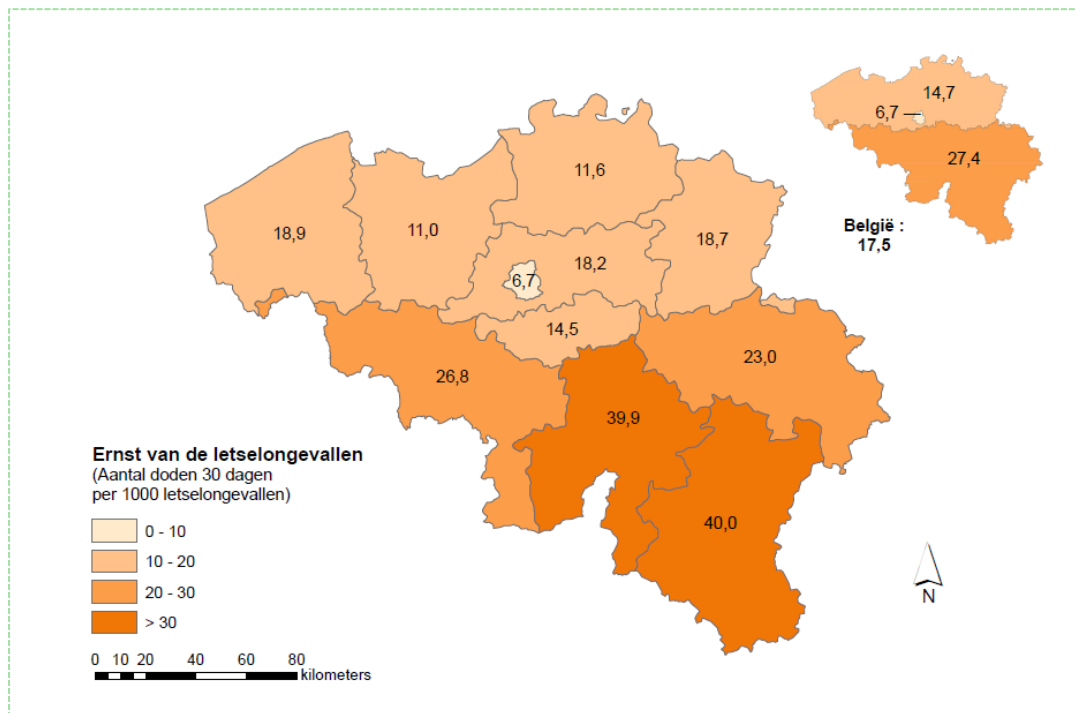 14,7
6,7
27,4
België :
17,5
11,6
18,9
11,0
18,7
18,2
6,7
14,5
23,0
26,8
39,9
40,0
Ernst van de letselongevallen
(Aantal doden 30 dagen
per 1000 letselongevallen)
0 - 10
10 - 20
20 - 30
> 30
N
0 10 20 40 60 80
kilometers